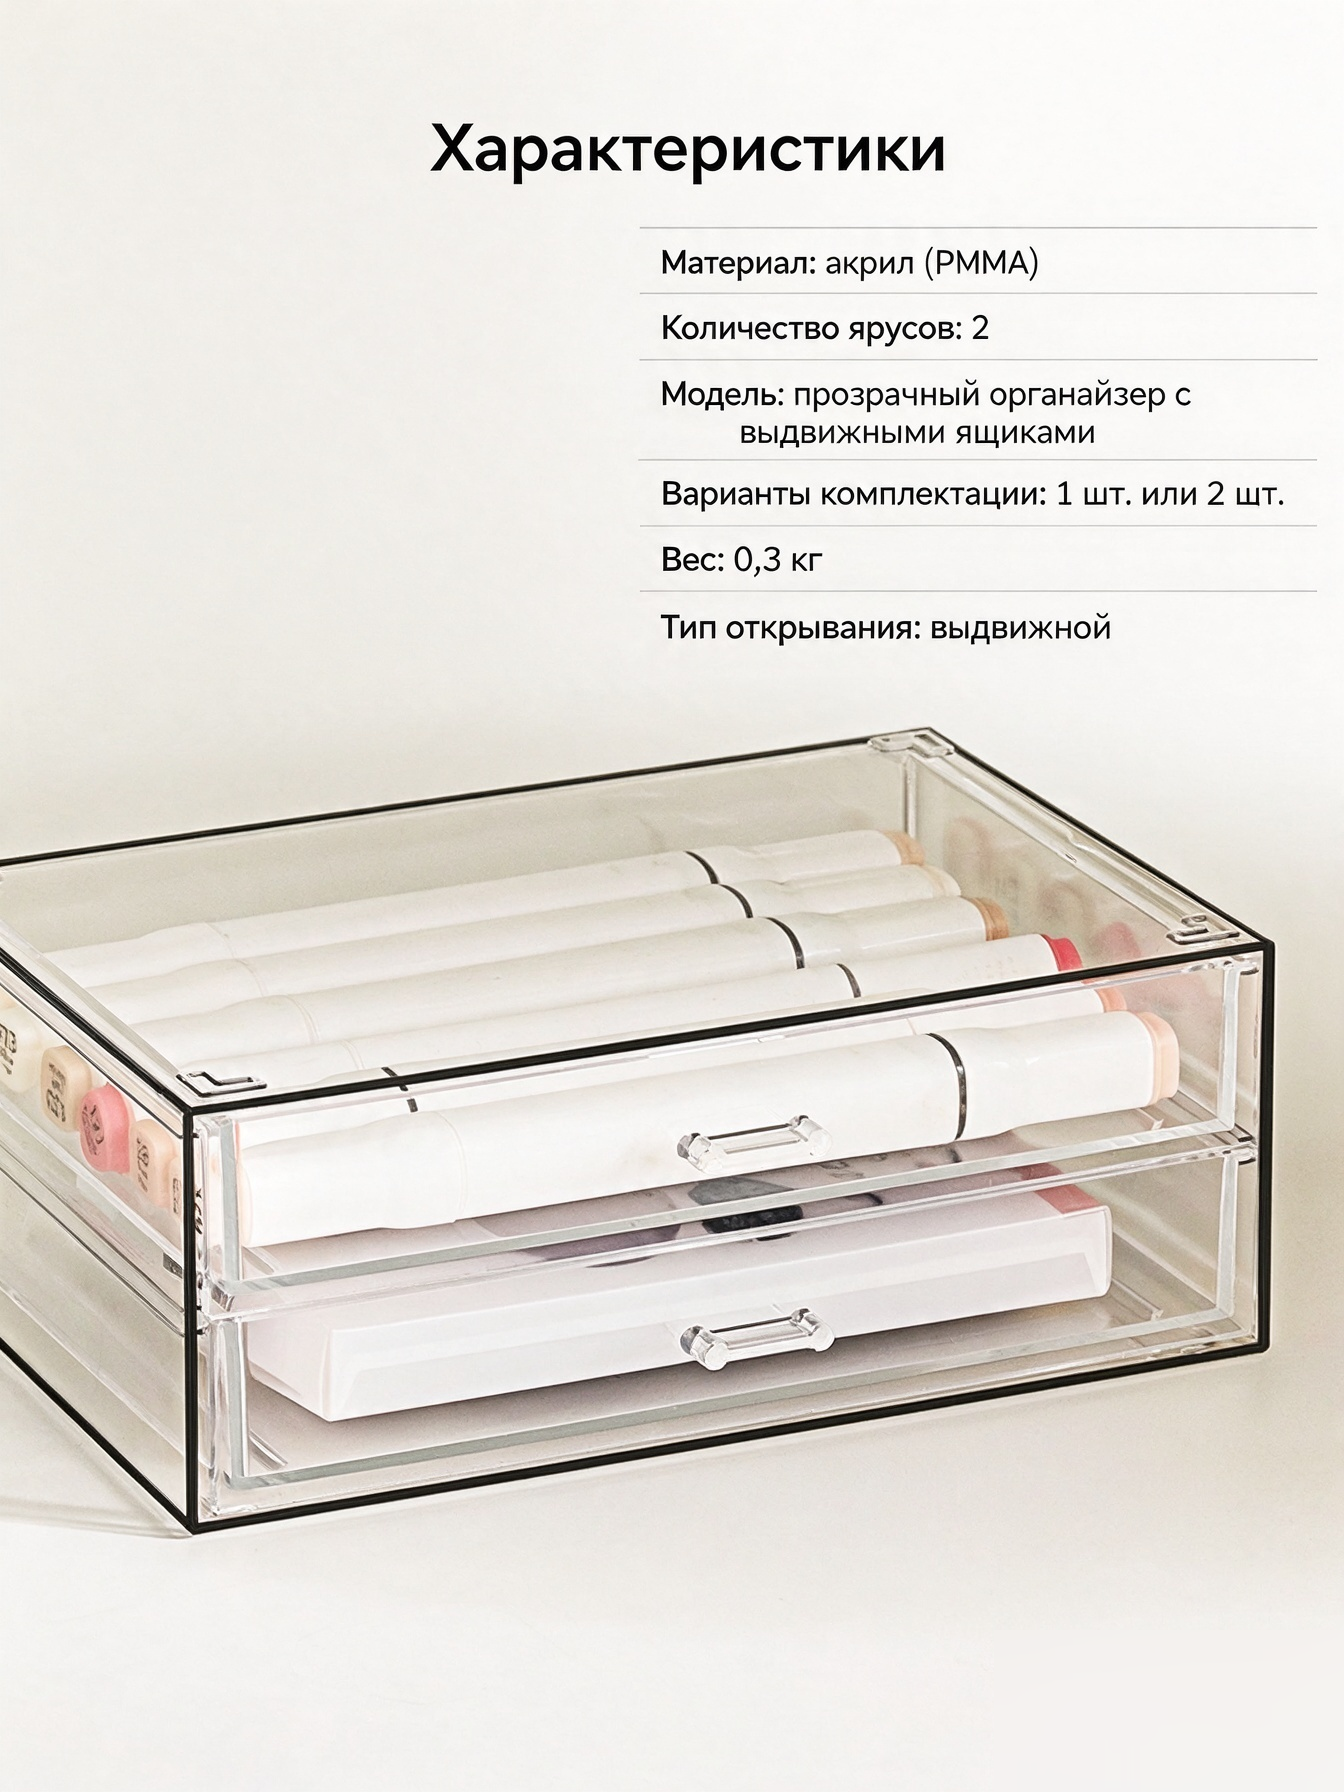 Характеристики
Материал: акрил (PMMA)
Количество ярусов: 2
Модель: прозрачный органайзер с
выдвижными ящиками
Варианты комплектации: 1 шт. или 2 щт.
Вес: 0,3 кг
Тип открывания: выдвижной